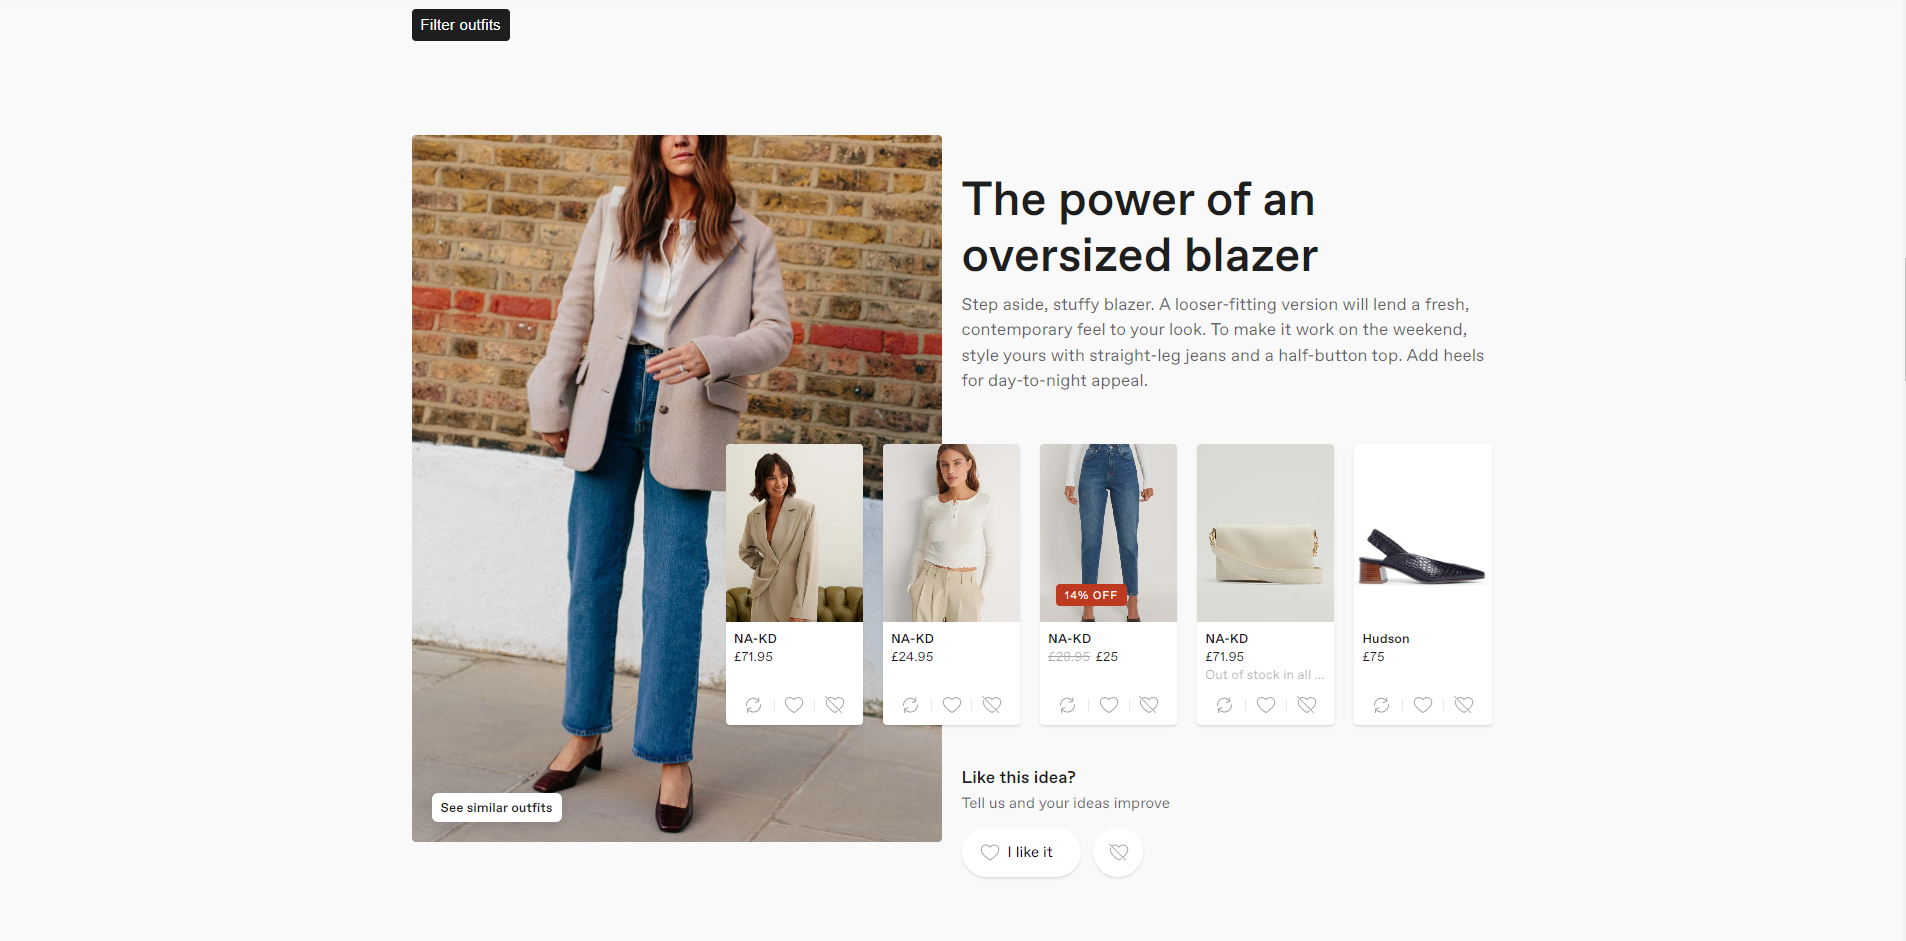 Filter outfits
The power of an
oversized blazer
Step aside, stuffy blazer. A looser-fitting version will lend a fresh,
contemporary feel to your look. To make it work on the weekend,
style yours with straight-leg jeans and a half-button top. Add heels
for day-to-night appeal.
14% OFF
NA-KD
£71.95
NA-KD
£24.95
NA-KD
£28.95 £25
NA-KD
£71.95
Out of stock in all ...
Hudson
£75
See similar outfits
Like this idea?
Tell us and your ideas improve
I like it